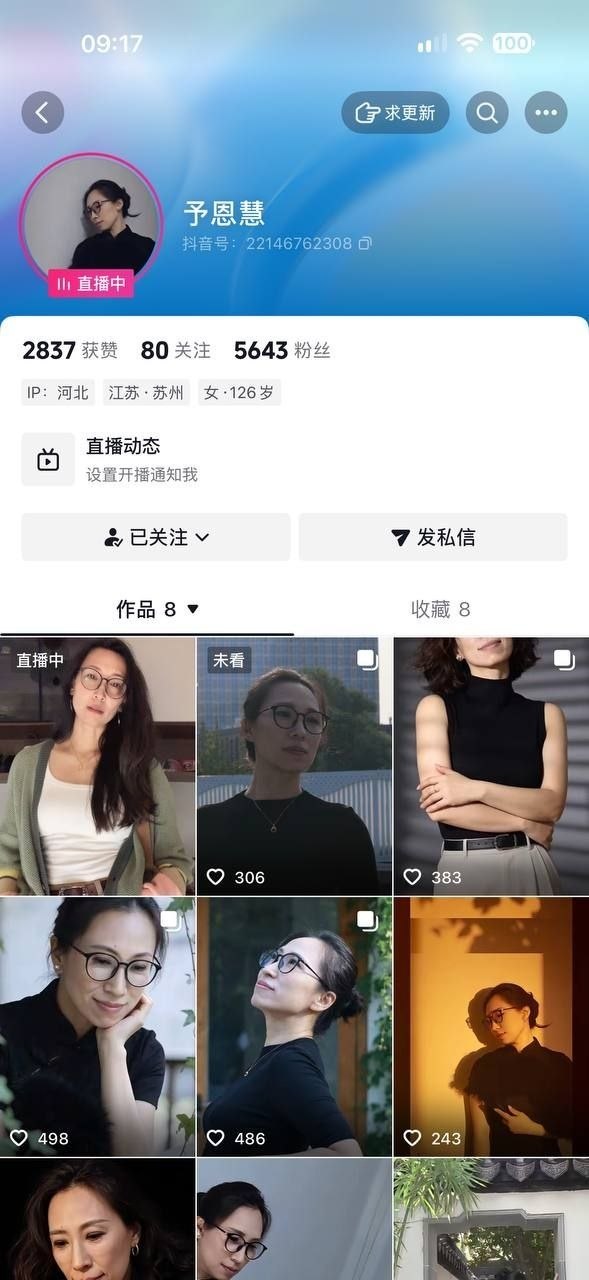 09:17
100
求更新
予恩慧
抖音号：22146762308
直播中
2837 获赞 80 关注 5643 粉丝
IP：河北 江苏·苏州 女·126岁
直播动态
设置开播通知我
已关注 发私信
作品 8 收藏 8
直播中 未看
306 383
498 486 243